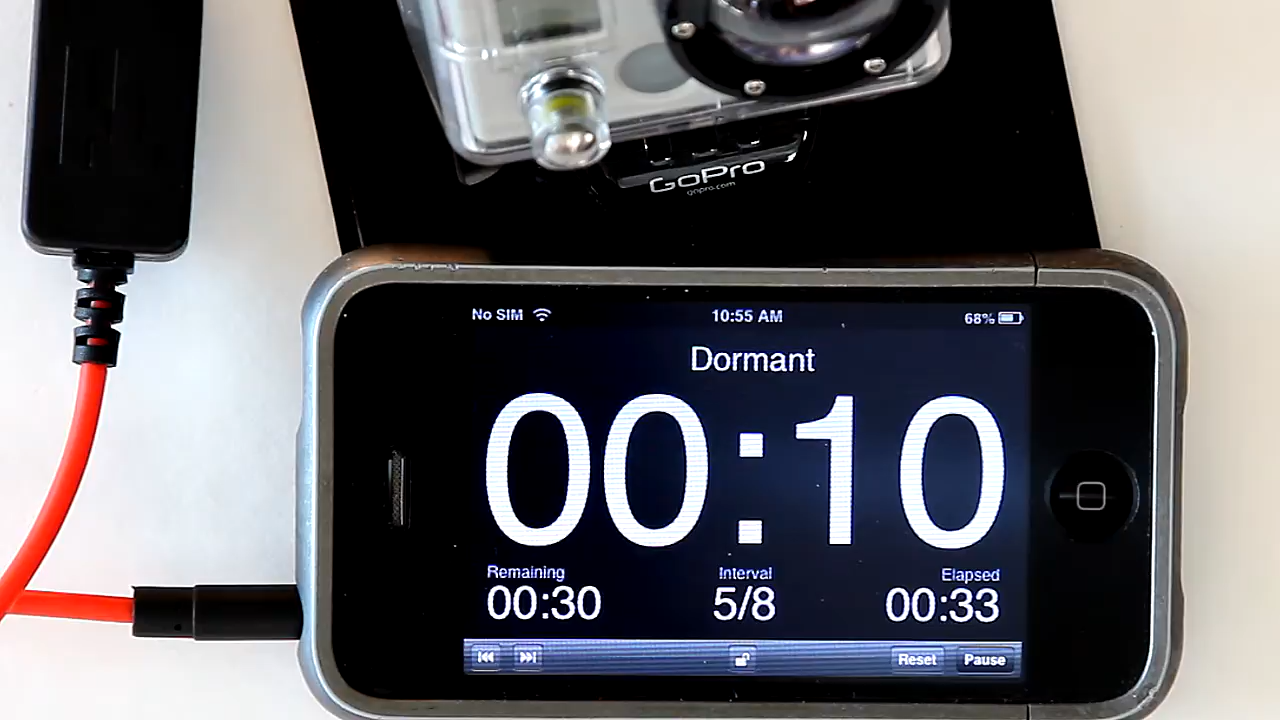 GoPro
gopro.com
No SIM 10:55 AM 68%
Dormant
00:10
Remaining Interval Elapsed
00:30 5/8 00:33
Reset Pause